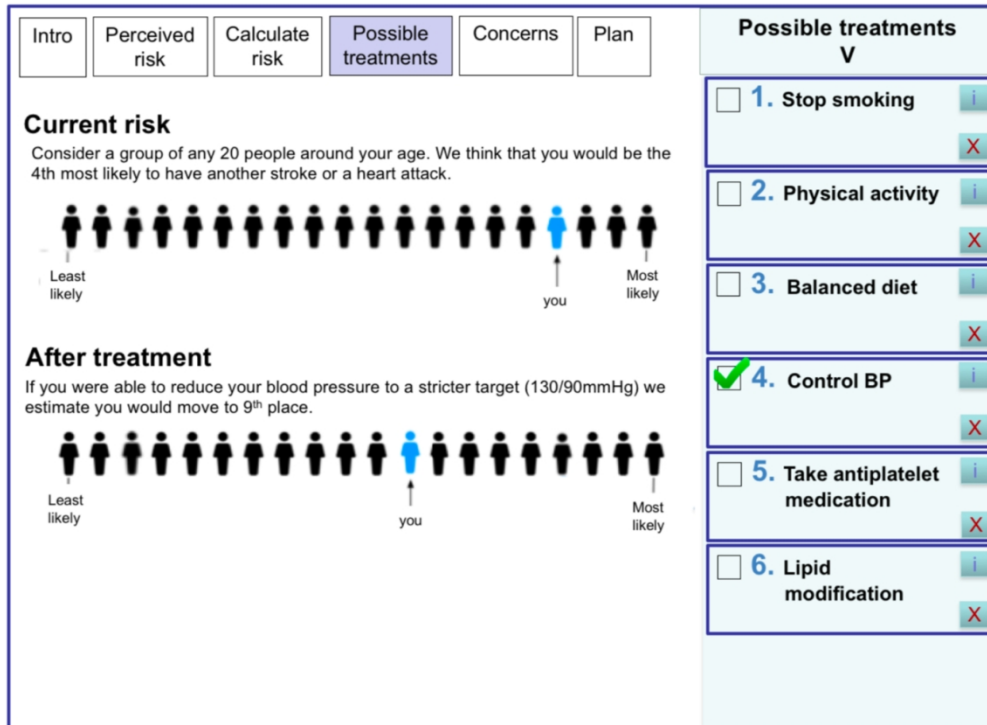 Intro
Perceived
risk
Calculate
risk
Possible
treatments
Concerns
Plan
Current risk
Consider a group of any 20 people around your age. We think that you would be the
4th most likely to have another stroke or a heart attack.
Least
likely
you
Most
likely
After treatment
If you were able to reduce your blood pressure to a stricter target (130/90mmHg) we
estimate you would move to 9th place.
Least
likely
you
Most
likely
Possible treatments
V
1. Stop smoking
i
X
2. Physical activity
i
X
3. Balanced diet
i
X
4. Control BP
i
X
5. Take antiplatelet
medication
i
X
6. Lipid
modification
i
X